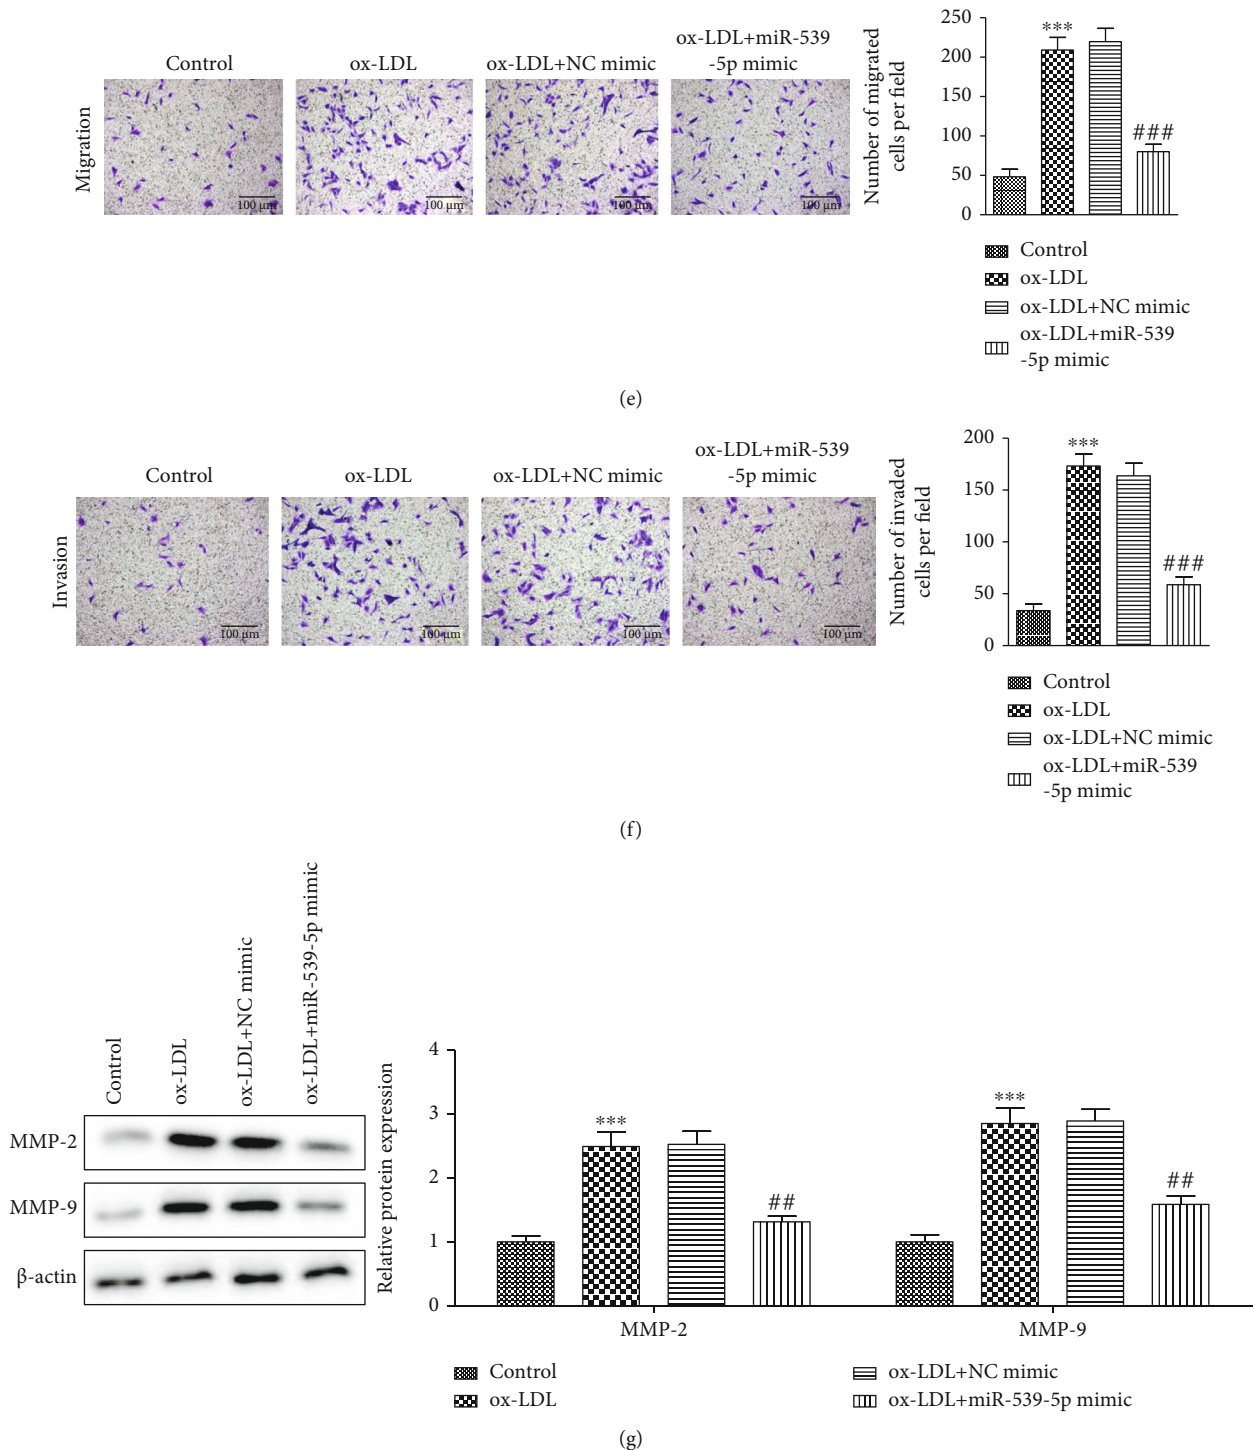 Control
ox-LDL
ox-LDL+NC mimic
ox-LDL+miR-539
-5p mimic
Migration
100 μm
100 μm
100 μm
100 μm
Number of migrated
cells per field
250
200
150
100
50
0
***
###
Control
ox-LDL
ox-LDL+NC mimic
ox-LDL+miR-539
-5p mimic
(e)
Control
ox-LDL
ox-LDL+NC mimic
ox-LDL+miR-539
-5p mimic
Invasion
100 μm
100 μm
100 μm
100 μm
Number of invaded
cells per field
200
150
100
50
0
***
###
Control
ox-LDL
ox-LDL+NC mimic
ox-LDL+miR-539
-5p mimic
(f)
Control
ox-LDL
ox-LDL+NC mimic
ox-LDL+miR-539-5p mimic
MMP-2
MMP-9
β-actin
Relative protein expression
4
3
2
1
0
***
##
***
##
MMP-2
MMP-9
Control
ox-LDL
ox-LDL+NC mimic
ox-LDL+miR-539-5p mimic
(g)